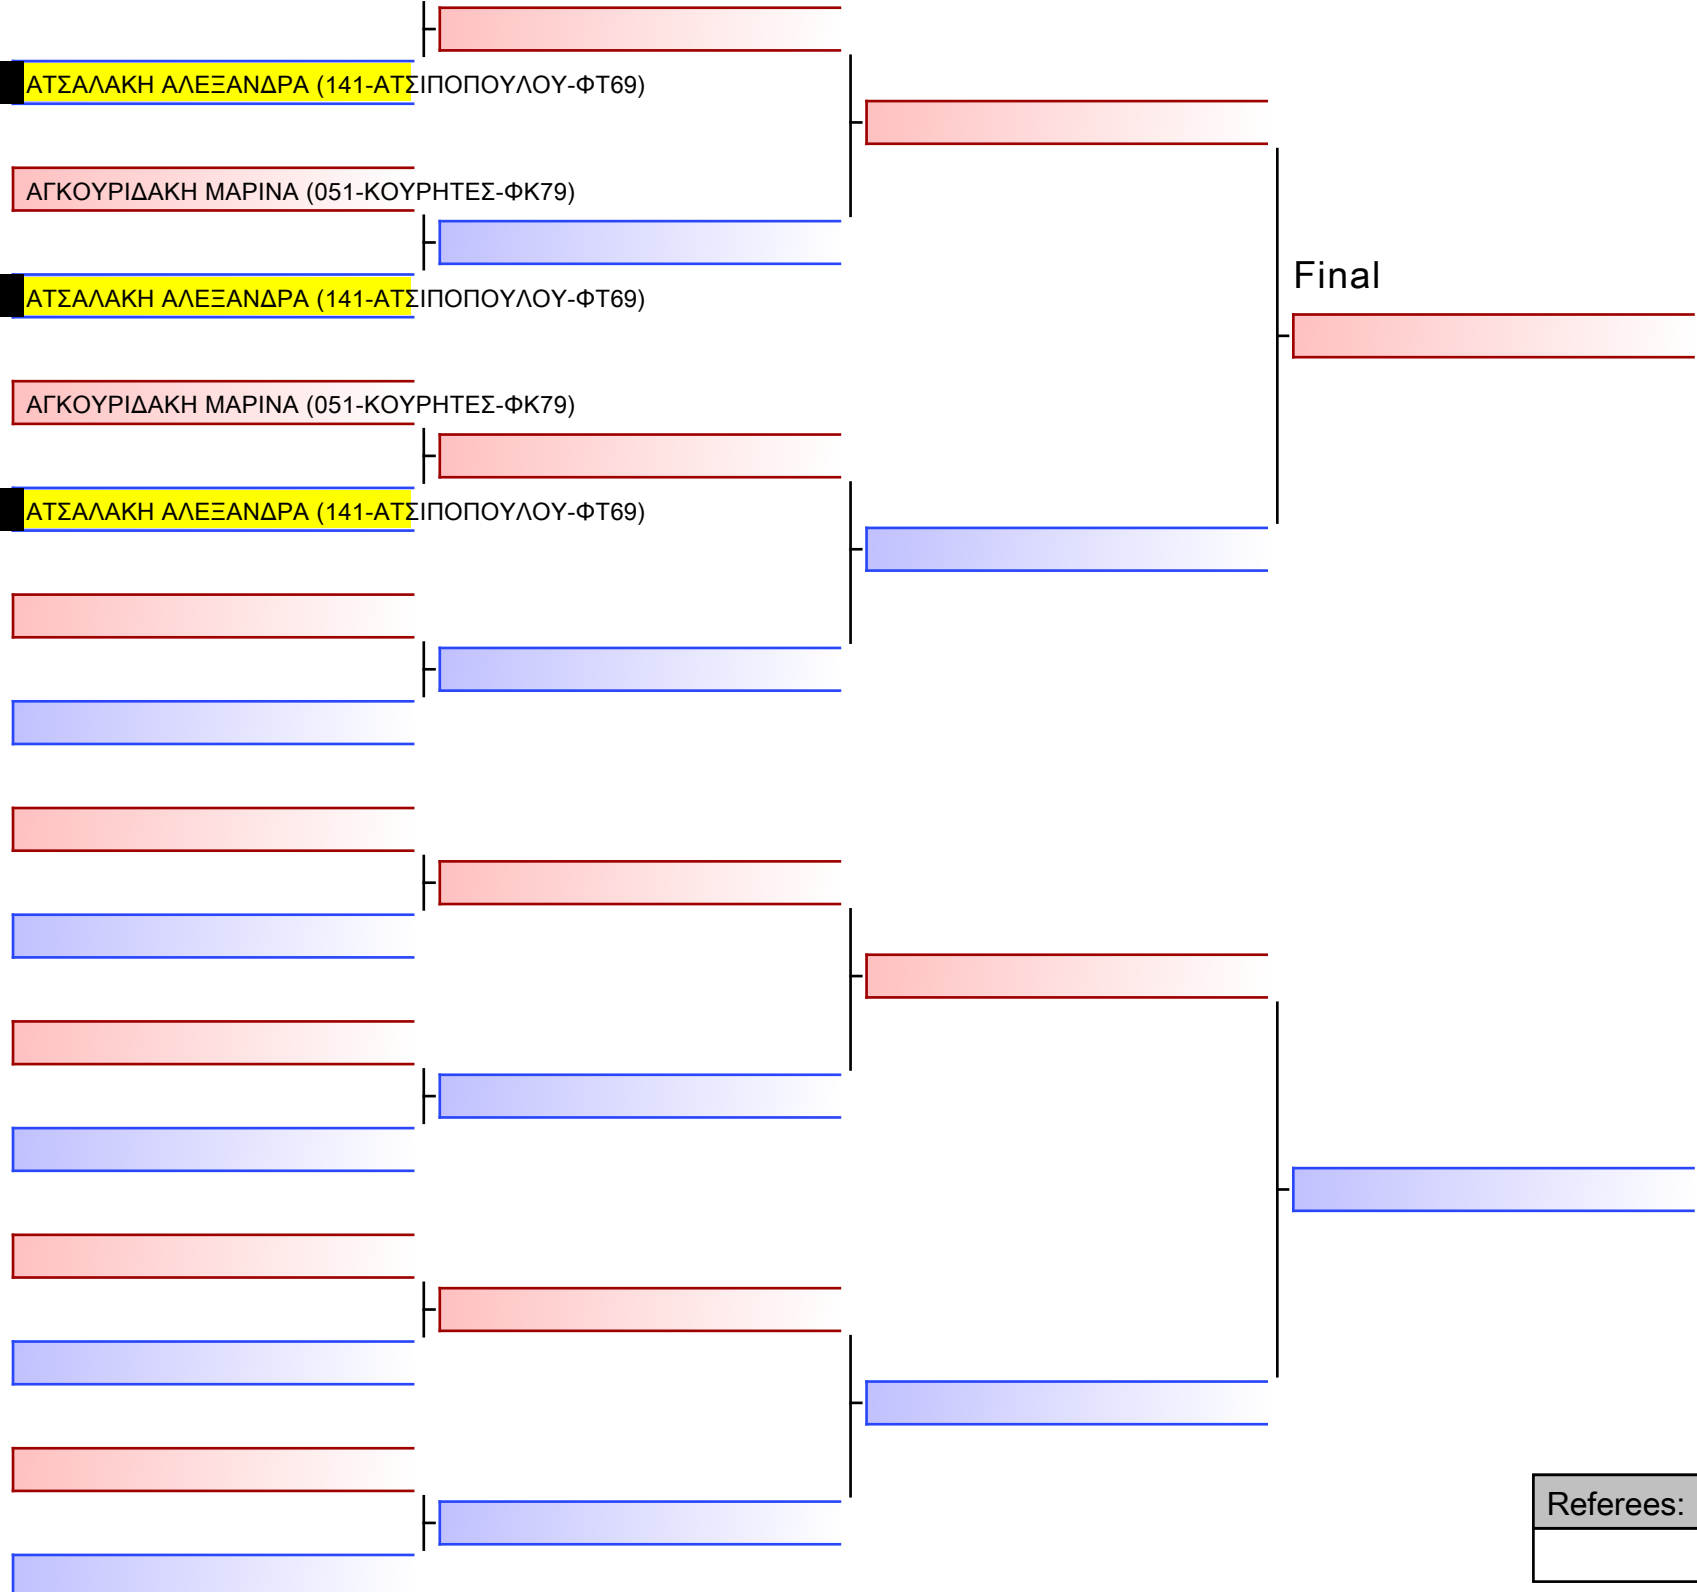 ΑΤΣΑΛΑΚΗ ΑΛΕΞΑΝΔΡΑ (141-ΑΤΣΙΠΟΠΟΥΛΟΥ-ΦΤ69)
ΑΓΚΟΥΡΙΔΑΚΗ ΜΑΡΙΝΑ (051-ΚΟΥΡΗΤΕΣ-ΦΚ79)
Final
ΑΤΣΑΛΑΚΗ ΑΛΕΞΑΝΔΡΑ (141-ΑΤΣΙΠΟΠΟΥΛΟΥ-ΦΤ69)
ΑΓΚΟΥΡΙΔΑΚΗ ΜΑΡΙΝΑ (051-ΚΟΥΡΗΤΕΣ-ΦΚ79)
ΑΤΣΑΛΑΚΗ ΑΛΕΞΑΝΔΡΑ (141-ΑΤΣΙΠΟΠΟΥΛΟΥ-ΦΤ69)
Referees: